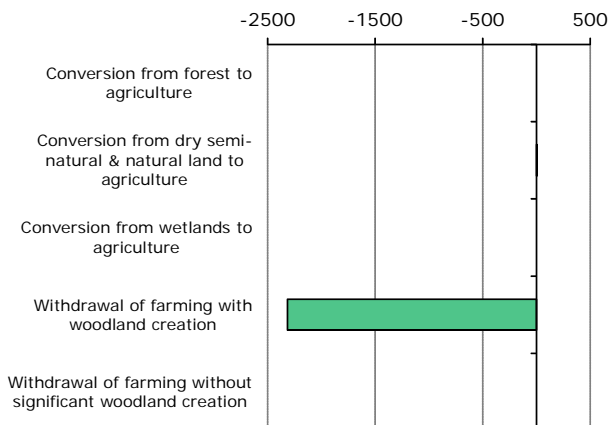 -2500 -1500 -500 500
Conversion from forest to
agriculture
Conversion from dry semi-
natural & natural land to
agriculture
Conversion from wetlands to
agriculture
Withdrawal of farming with
woodland creation
Withdrawal of farming without
significant woodland creation